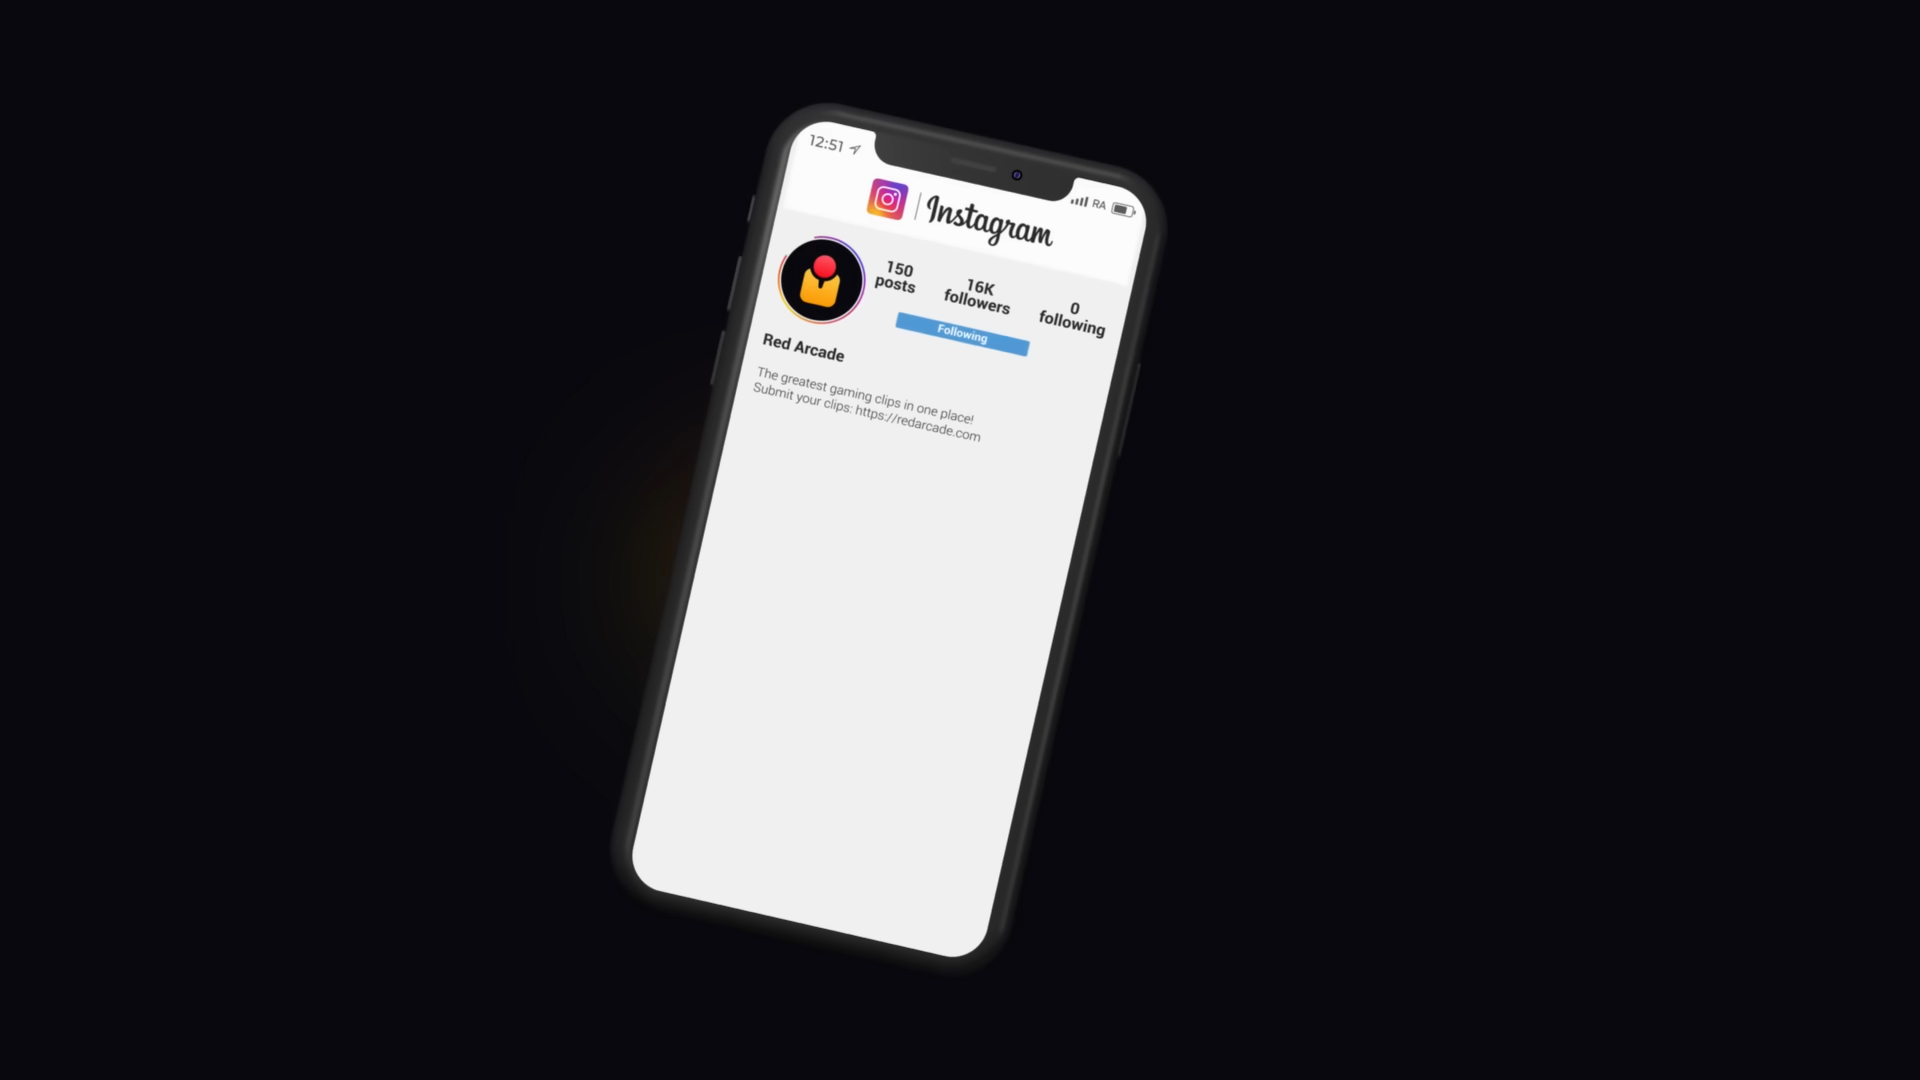 12:51
RA
Instagram
150
posts
16K
followers
0
following
Following
Red Arcade
The greatest gaming clips in one place!
Submit your clips: https://redarcade.com